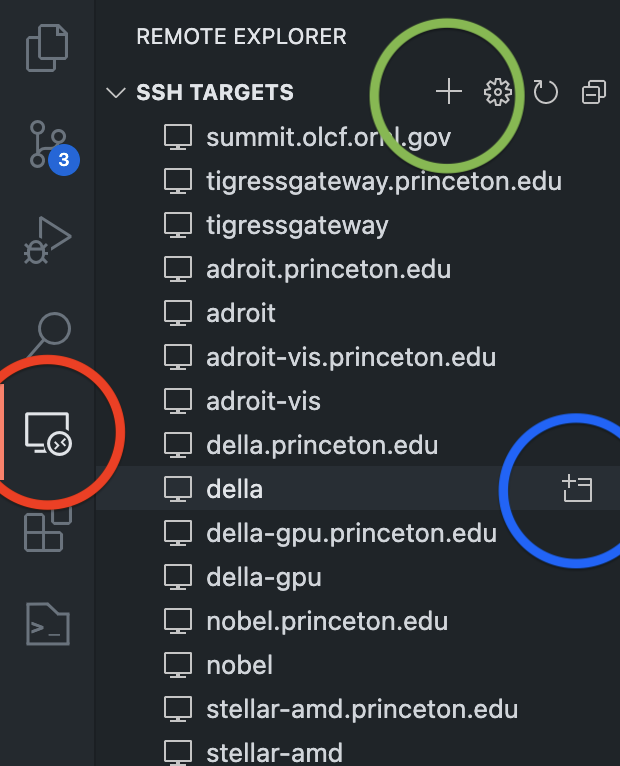 REMOTE EXPLORER
SSH TARGETS
summit.olcf.ornl.gov
3
tigressgateway.princeton.edu
tigressgateway
adroit.princeton.edu
adroit
adroit-vis.princeton.edu
adroit-vis
della.princeton.edu
della
della-gpu.princeton.edu
della-gpu
nobel.princeton.edu
nobel
stellar-amd.princeton.edu
stellar-amd